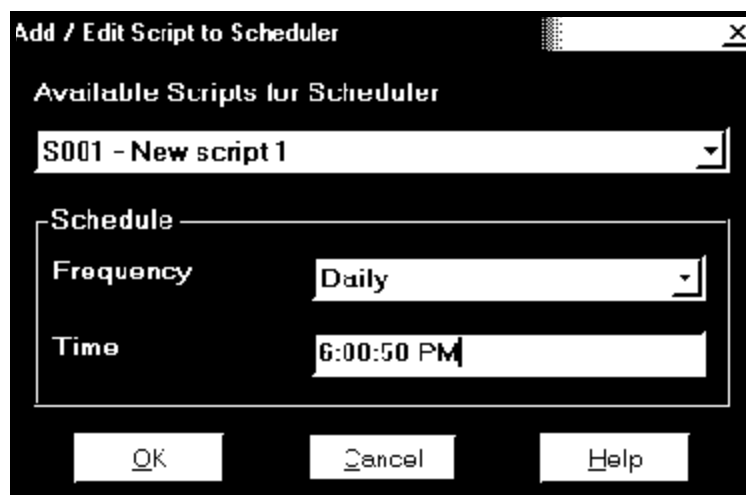 Add / Edit Script to Scheduler
Available Scripts for Scheduler
S001 - New script 1
Schedule
Frequency
Daily
Time
6:00:50 PM
OK
Cancel
Help